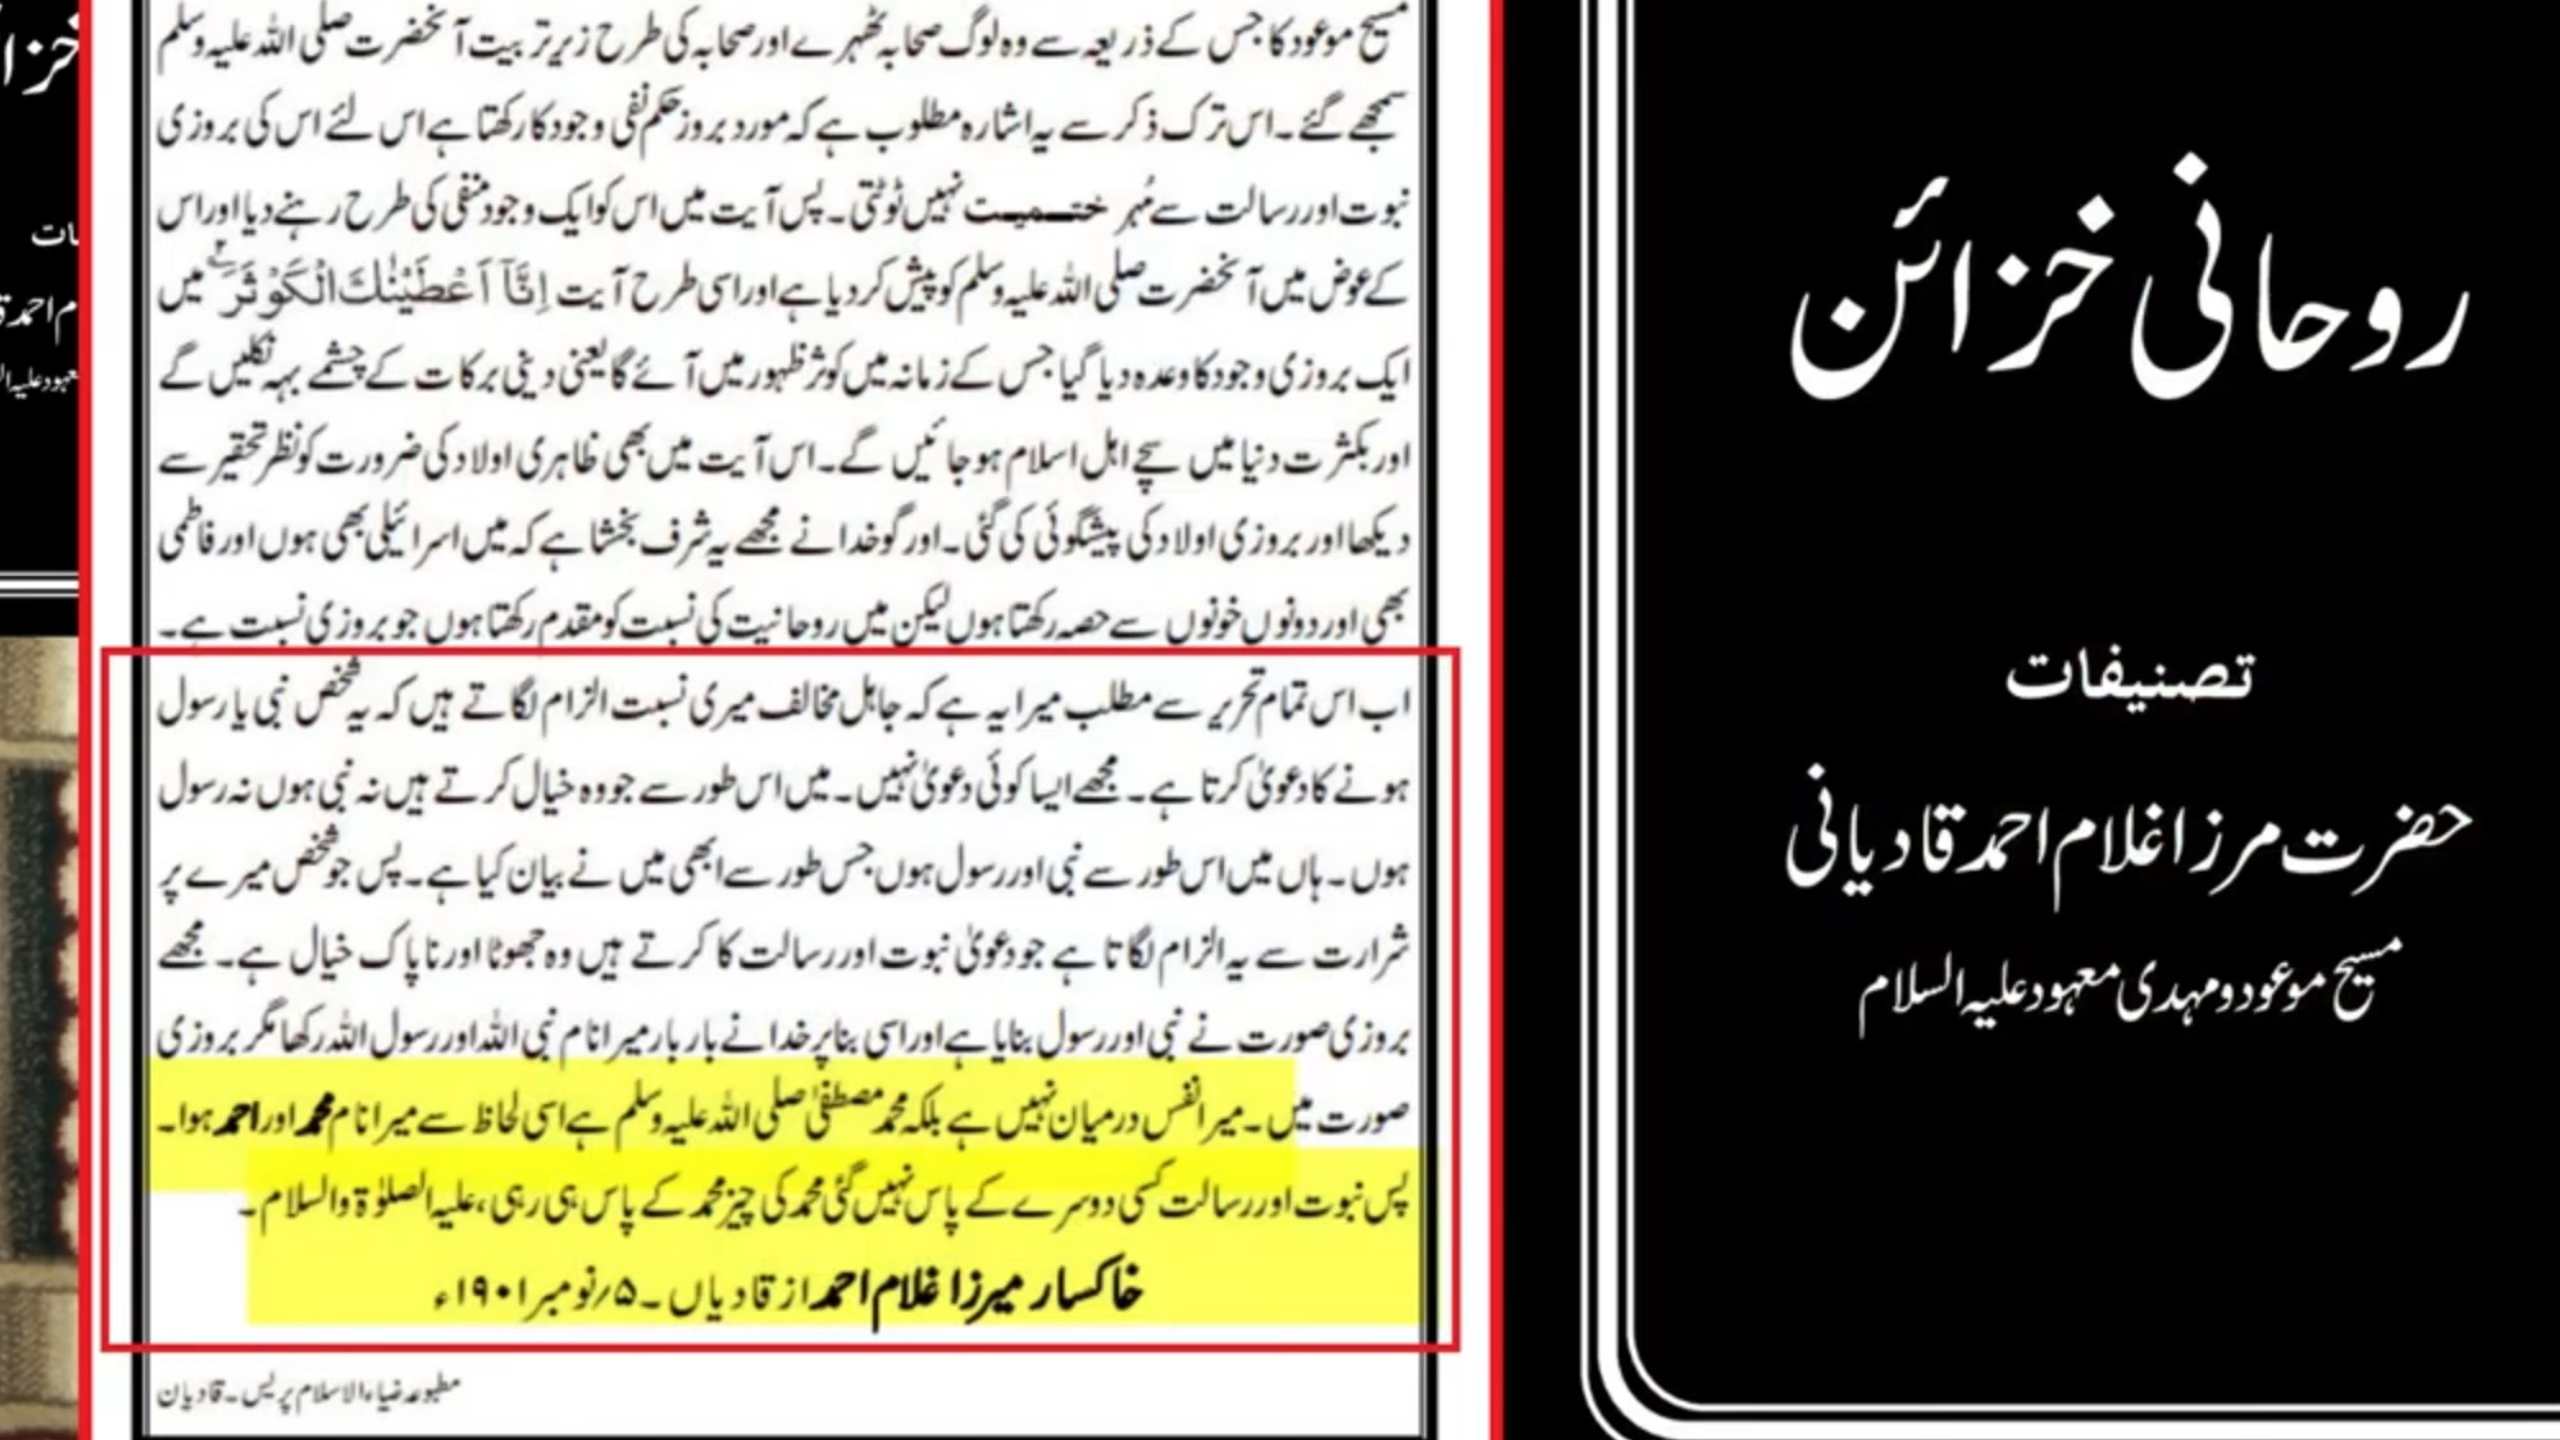 مسیح موعود کا جس کے ذریعہ سے وہ لوگ صحابہ ٹھہرے اور صحابہ کی طرح زیر تربیت آنحضرت صلی اللہ علیہ وسلم
سمجھے گئے۔ اس ترک ذکر سے یہ اشارہ مطلوب ہے کہ مورد بروز حکم نفی وجود کا رکھتا ہے اس لئے اس کی بروزی
نبوت اور رسالت سے مُہر ختمیت نہیں ٹوٹتی۔ پس آیت میں اس کو ایک وجود منفی کی طرح رہنے دیا اور اس
کے عوض میں آنحضرت صلی اللہ علیہ وسلم کو پیش کر دیا ہے اور اسی طرح آیت اِنَّآ اَعْطَيْنٰكَ الْكَوْثَرَ میں
ایک بروزی وجود کا وعدہ دیا گیا جس کے زمانہ میں کوثر ظہور میں آئے گا یعنی دینی برکات کے چشمے بہہ نکلیں گے
اور بکثرت دنیا میں سچے اہل اسلام ہو جائیں گے۔ اس آیت میں بھی ظاہری اولاد کی ضرورت کو نظر تحقیر سے
دیکھا اور بروزی اولاد کی پیشگوئی کی گئی۔ اور گو خدا نے مجھے یہ شرف بخشا ہے کہ میں اسرائیلی بھی ہوں اور فاطمی
بھی اور دونوں خونوں سے حصہ رکھتا ہوں لیکن میں روحانیت کی نسبت کو مقدم رکھتا ہوں جو بروزی نسبت ہے۔
اب اس تمام تحریر سے مطلب میرا یہ ہے کہ جاہل مخالف میری نسبت الزام لگاتے ہیں کہ یہ شخص نبی یا رسول
ہونے کا دعویٰ کرتا ہے۔ مجھے ایسا کوئی دعویٰ نہیں۔ میں اس طور سے جو وہ خیال کرتے ہیں نہ نبی ہوں نہ رسول
ہوں۔ ہاں میں اس طور سے نبی اور رسول ہوں جس طور سے ابھی میں نے بیان کیا ہے۔ پس جو شخص میرے پر
شرارت سے یہ الزام لگاتا ہے جو دعویٰ نبوت اور رسالت کا کرتے ہیں وہ جھوٹا اور ناپاک خیال ہے۔ مجھے
بروزی صورت نے نبی اور رسول بنایا ہے اور اسی بنا پر خدا نے بار بار میرا نام نبی اللہ اور رسول اللہ رکھا مگر بروزی
صورت میں۔ میرا نفس درمیان نہیں ہے بلکہ محمد مصطفیٰ صلی اللہ علیہ وسلم ہے اسی لحاظ سے میرا نام محمد اور احمد ہوا۔
پس نبوت اور رسالت کسی دوسرے کے پاس نہیں گئی محمد کی چیز محمد کے پاس ہی رہی، علیہ الصلوٰۃ والسلام۔
خاکسار میرزا غلام احمد از قادیاں۔ ۵/نومبر ۱۹۰۱ء
مطبوعہ ضیاء الاسلام پریس۔ قادیان
روحانی خزائن
تصنیفات
حضرت مرزا غلام احمد قادیانی
مسیح موعود و مہدی معہود علیہ السلام